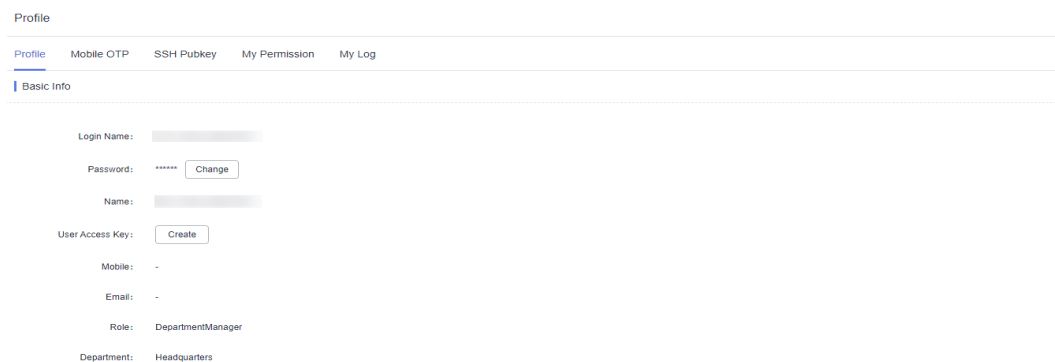 Profile
Profile Mobile OTP SSH Pubkey My Permission My Log
Basic Info
Login Name:
Password: ****** Change
Name:
User Access Key: Create
Mobile: -
Email: -
Role: DepartmentManager
Department: Headquarters